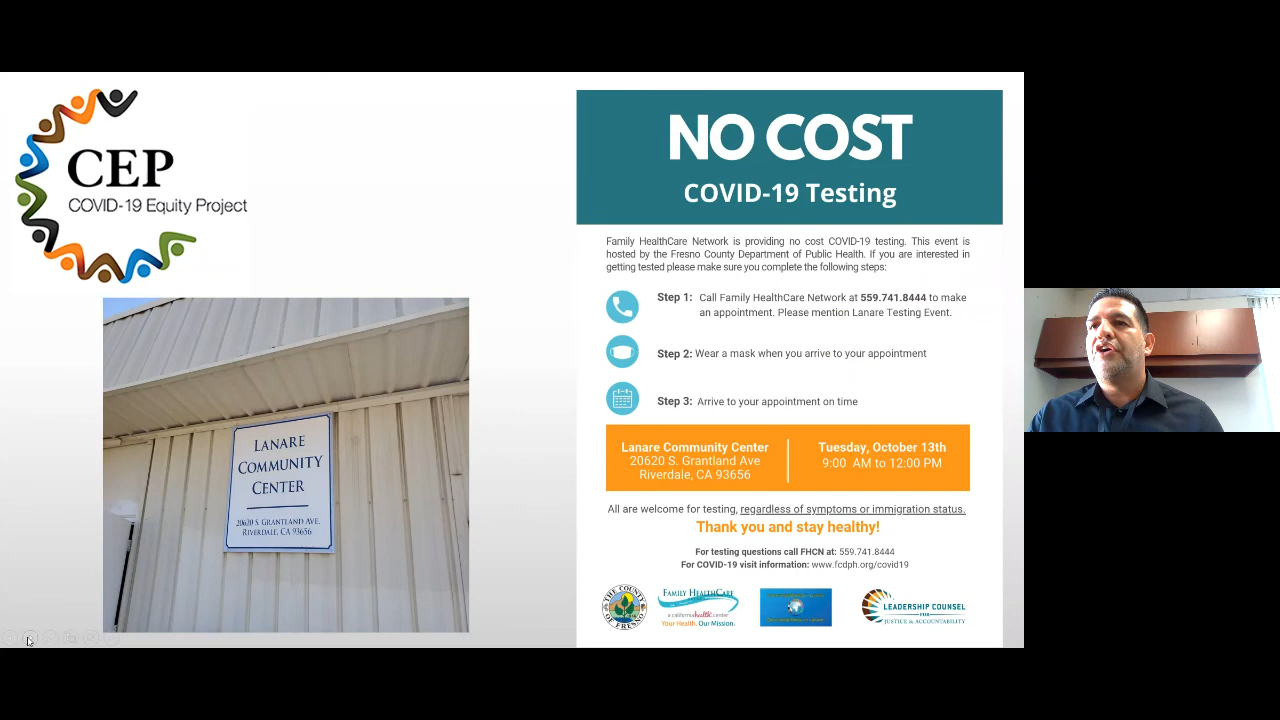 CEP
COVID-19 Equity Project
LANARE
COMMUNITY
CENTER
20620 S. GRANTLAND AVE.
RIVERDALE, CA 93656
NO COST
COVID-19 Testing
Family HealthCare Network is providing no cost COVID-19 testing. This event is
hosted by the Fresno County Department of Public Health. If you are interested in
getting tested please make sure you complete the following steps:
Step 1: Call Family HealthCare Network at 559.741.8444 to make
an appointment. Please mention Lanare Testing Event.
Step 2: Wear a mask when you arrive to your appointment
Step 3: Arrive to your appointment on time
Lanare Community Center
20620 S. Grantland Ave
Riverdale, CA 93656
Tuesday, October 13th
9:00 AM to 12:00 PM
All are welcome for testing, regardless of symptoms or immigration status.
Thank you and stay healthy!
For testing questions call FHCN at: 559.741.8444
For COVID-19 visit information: www.fcdph.org/covid19
THE COUNTY OF FRESNO
FAMILY HEALTHCARE
a california health center
Your Health. Our Mission.
LEADERSHIP COUNSEL
FOR
JUSTICE & ACCOUNTABILITY